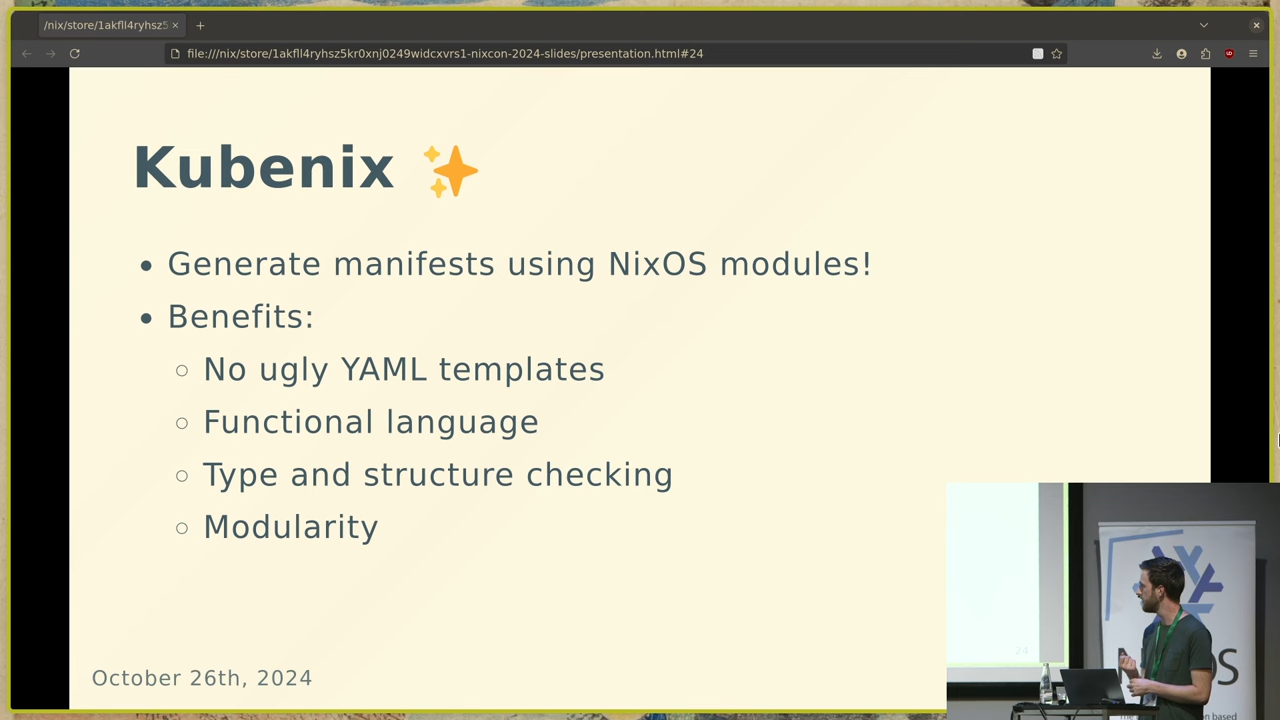 /nix/store/1akfll4ryhsz5
file:///nix/store/1akfll4ryhsz5kr0xnj0249widcxvrs1-nixcon-2024-slides/presentation.html#24
Kubenix ✨
• Generate manifests using NixOS modules!
• Benefits:
○ No ugly YAML templates
○ Functional language
○ Type and structure checking
○ Modularity
October 26th, 2024
24